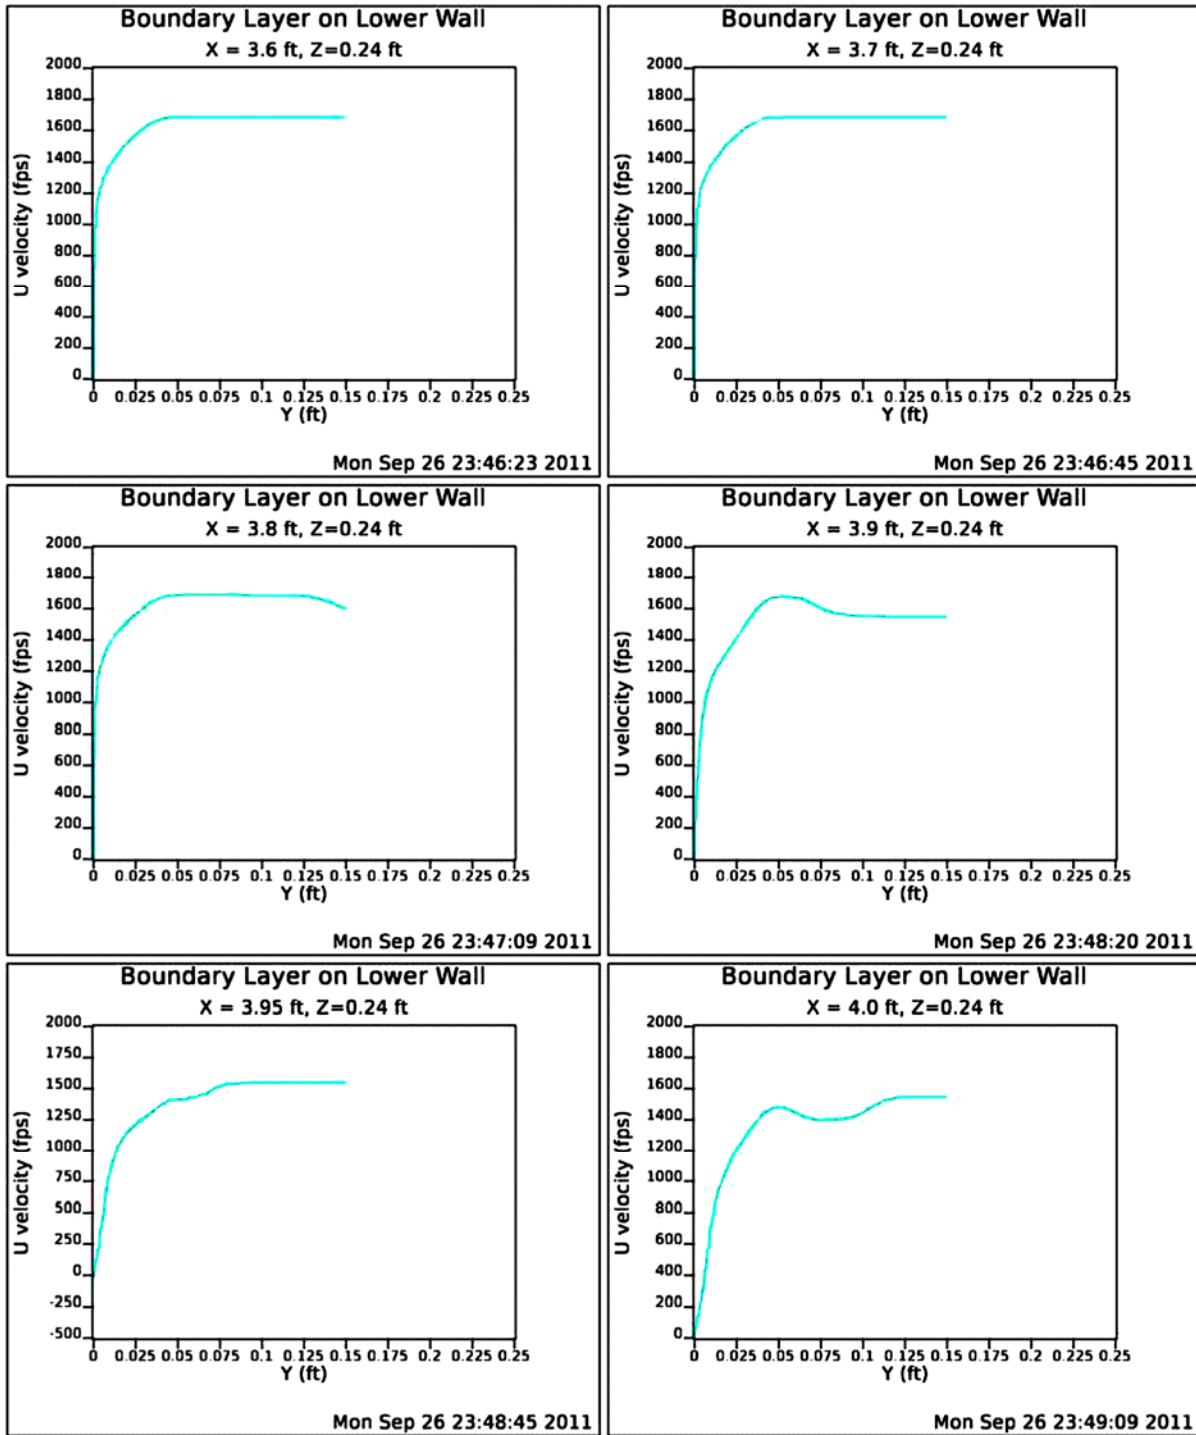 Boundary Layer on Lower Wall
X = 3.6 ft, Z=0.24 ft
2000
1800
1600
1400
1200
1000
800
600
400
200
0
U velocity (fps)
0 0.025 0.05 0.075 0.1 0.125 0.15 0.175 0.2 0.225 0.25
Y (ft)
Mon Sep 26 23:46:23 2011
Boundary Layer on Lower Wall
X = 3.7 ft, Z=0.24 ft
2000
1800
1600
1400
1200
1000
800
600
400
200
0
U velocity (fps)
0 0.025 0.05 0.075 0.1 0.125 0.15 0.175 0.2 0.225 0.25
Y (ft)
Mon Sep 26 23:46:45 2011
Boundary Layer on Lower Wall
X = 3.8 ft, Z=0.24 ft
2000
1800
1600
1400
1200
1000
800
600
400
200
0
U velocity (fps)
0 0.025 0.05 0.075 0.1 0.125 0.15 0.175 0.2 0.225 0.25
Y (ft)
Mon Sep 26 23:47:09 2011
Boundary Layer on Lower Wall
X = 3.9 ft, Z=0.24 ft
2000
1800
1600
1400
1200
1000
800
600
400
200
0
U velocity (fps)
0 0.025 0.05 0.075 0.1 0.125 0.15 0.175 0.2 0.225 0.25
Y (ft)
Mon Sep 26 23:48:20 2011
Boundary Layer on Lower Wall
X = 3.95 ft, Z=0.24 ft
2000
1750
1500
1250
1000
750
500
250
0
-250
-500
U velocity (fps)
0 0.025 0.05 0.075 0.1 0.125 0.15 0.175 0.2 0.225 0.25
Y (ft)
Mon Sep 26 23:48:45 2011
Boundary Layer on Lower Wall
X = 4.0 ft, Z=0.24 ft
2000
1800
1600
1400
1200
1000
800
600
400
200
0
U velocity (fps)
0 0.025 0.05 0.075 0.1 0.125 0.15 0.175 0.2 0.225 0.25
Y (ft)
Mon Sep 26 23:49:09 2011